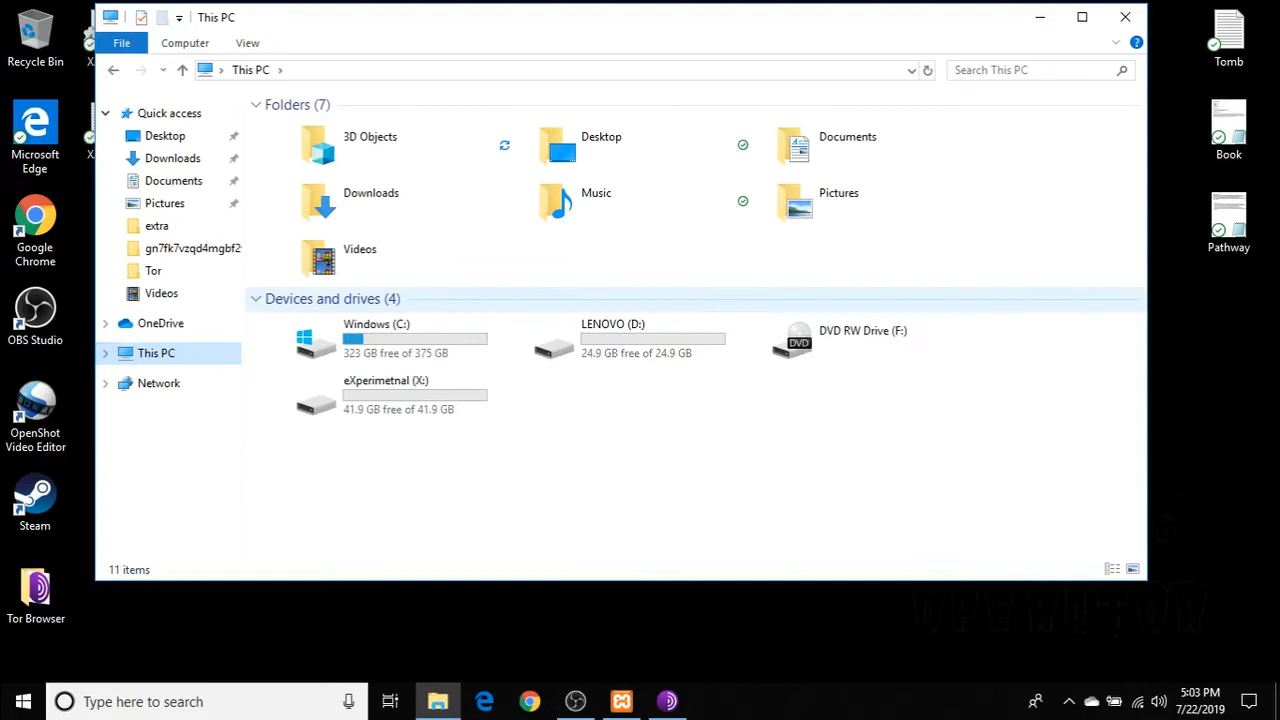 This PC
File
Computer
View
This PC
Search This PC
Quick access
Desktop
Downloads
Documents
Pictures
extra
gn7fk7vzqd4mgbf2
Tor
Videos
OneDrive
This PC
Network
Folders (7)
3D Objects
Desktop
Documents
Downloads
Music
Pictures
Videos
Devices and drives (4)
Windows (C:)
323 GB free of 375 GB
LENOVO (D:)
24.9 GB free of 24.9 GB
DVD RW Drive (F:)
DVD
eXperimetnal (X:)
41.9 GB free of 41.9 GB
11 items
Recycle Bin
Microsoft
Edge
Google
Chrome
OBS Studio
OpenShot
Video Editor
Steam
Tor Browser
X
X
Tomb
Book
Pathway
OPERATOR
Type here to search
5:03 PM
7/22/2019